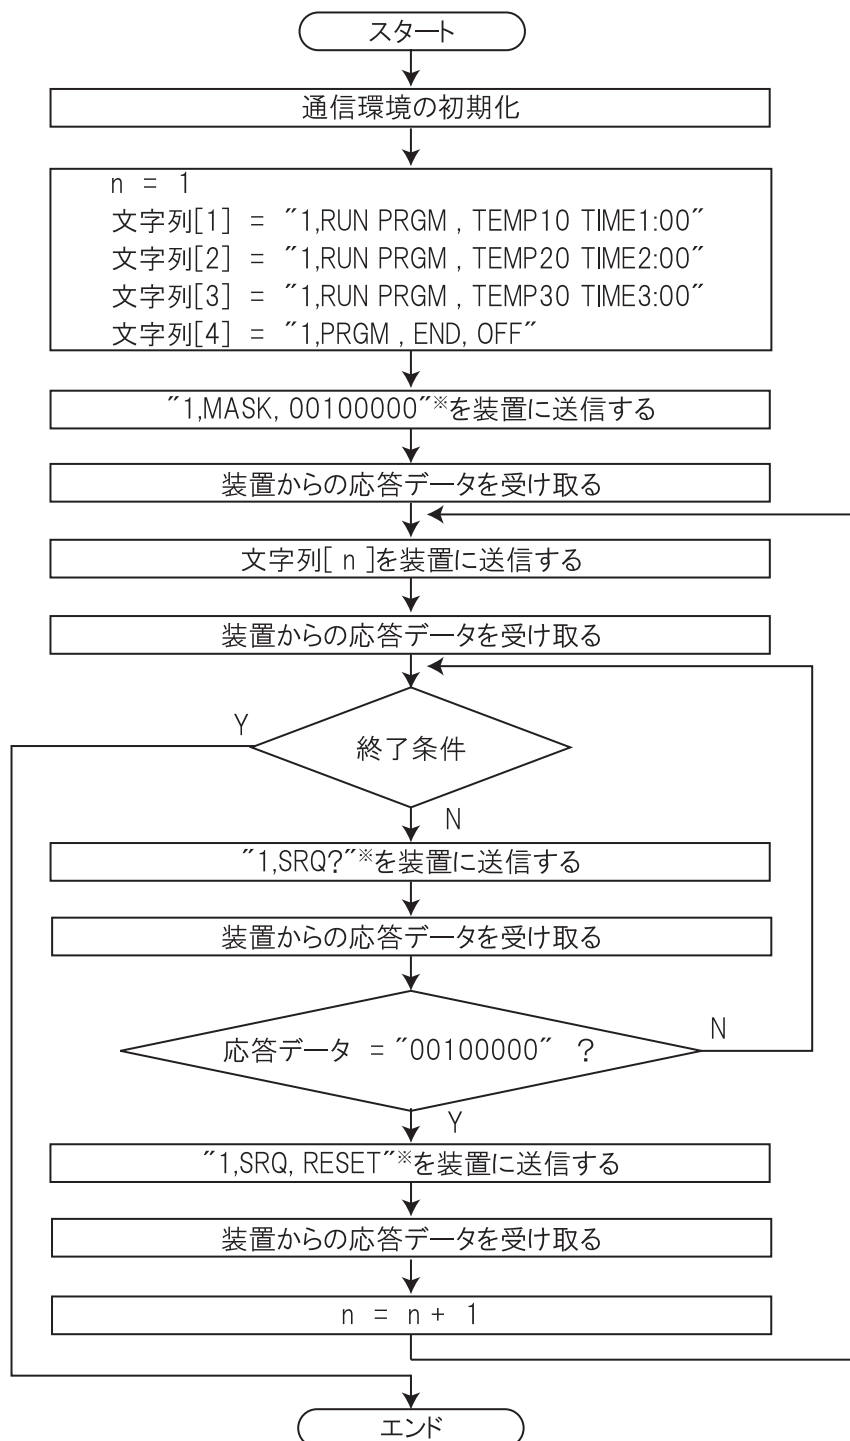 スタート
通信環境の初期化
n = 1
文字列[1] = "1,RUN PRGM , TEMP10 TIME1:00"
文字列[2] = "1,RUN PRGM , TEMP20 TIME2:00"
文字列[3] = "1,RUN PRGM , TEMP30 TIME3:00"
文字列[4] = "1,PRGM , END, OFF"
"1,MASK, 00100000"※を装置に送信する
装置からの応答データを受け取る
文字列[ n ]を装置に送信する
装置からの応答データを受け取る
Y
終了条件
N
"1,SRQ?"※を装置に送信する
装置からの応答データを受け取る
応答データ = "00100000" ?
N
Y
"1,SRQ, RESET"※を装置に送信する
装置からの応答データを受け取る
n = n + 1
エンド